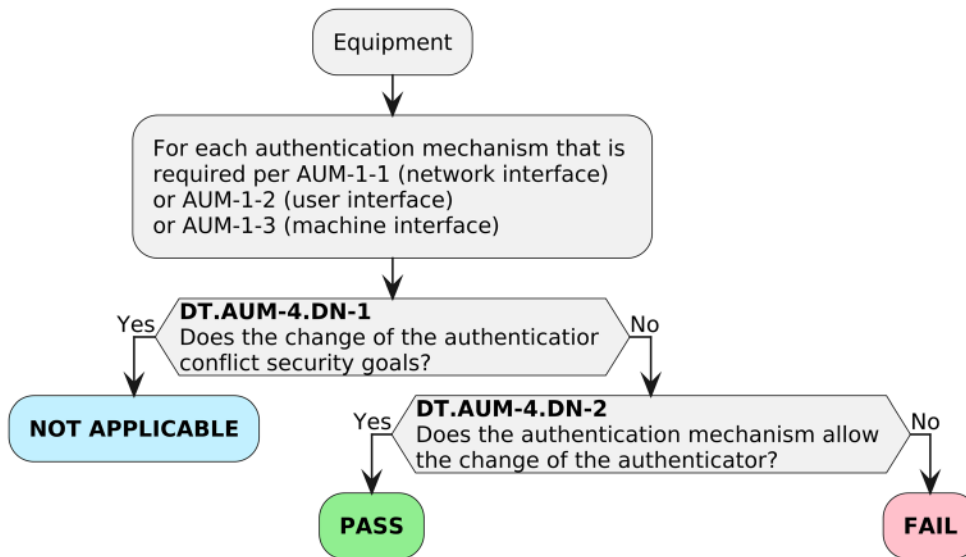 Equipment
For each authentication mechanism that is
required per AUM-1-1 (network interface)
or AUM-1-2 (user interface)
or AUM-1-3 (machine interface)
DT.AUM-4.DN-1
Yes
No
Does the change of the authenticatior
conflict security goals?
NOT APPLICABLE
DT.AUM-4.DN-2
Yes
No
Does the authentication mechanism allow
the change of the authenticator?
PASS
FAIL